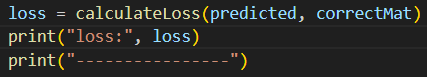 loss = calculateLoss(predicted, correctMat)
print("loss:", loss)
print("----------------")